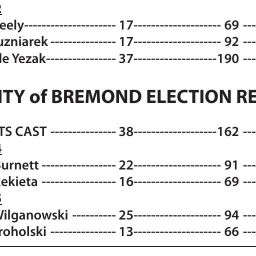 eely--------------------- 17-------------------- 69 ---
uzniarek --------------- 17-------------------- 92 ---
le Yezak---------------- 37-------------------190 ---
ITY of BREMOND ELECTION RE
TS CAST --------------- 38-------------------162 ---
urnett ----------------- 22-------------------- 91 ---
ekieta ----------------- 16-------------------- 69 ---
Wilganowski ---------- 25-------------------- 94 ---
roholski --------------- 13-------------------- 66 ---